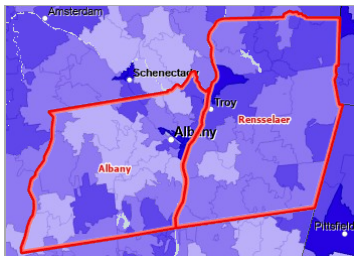 Amsterdam
Schenectady
Troy
Rensselaer
Albany
Albany
Pittsfield